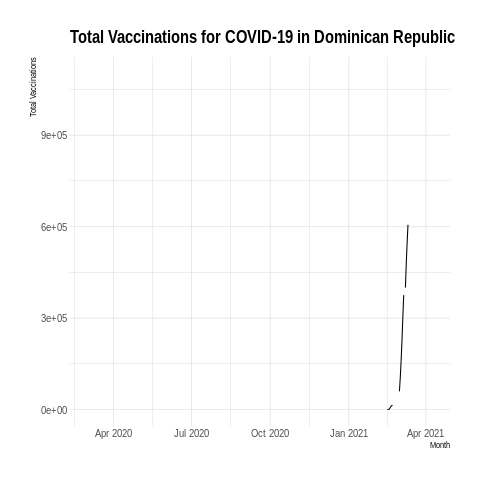 Total Vaccinations for COVID-19 in Dominican Republic
Total Vaccinations
9e+05
6e+05
3e+05
0e+00
Apr 2020 Jul 2020 Oct 2020 Jan 2021 Apr 2021
Month